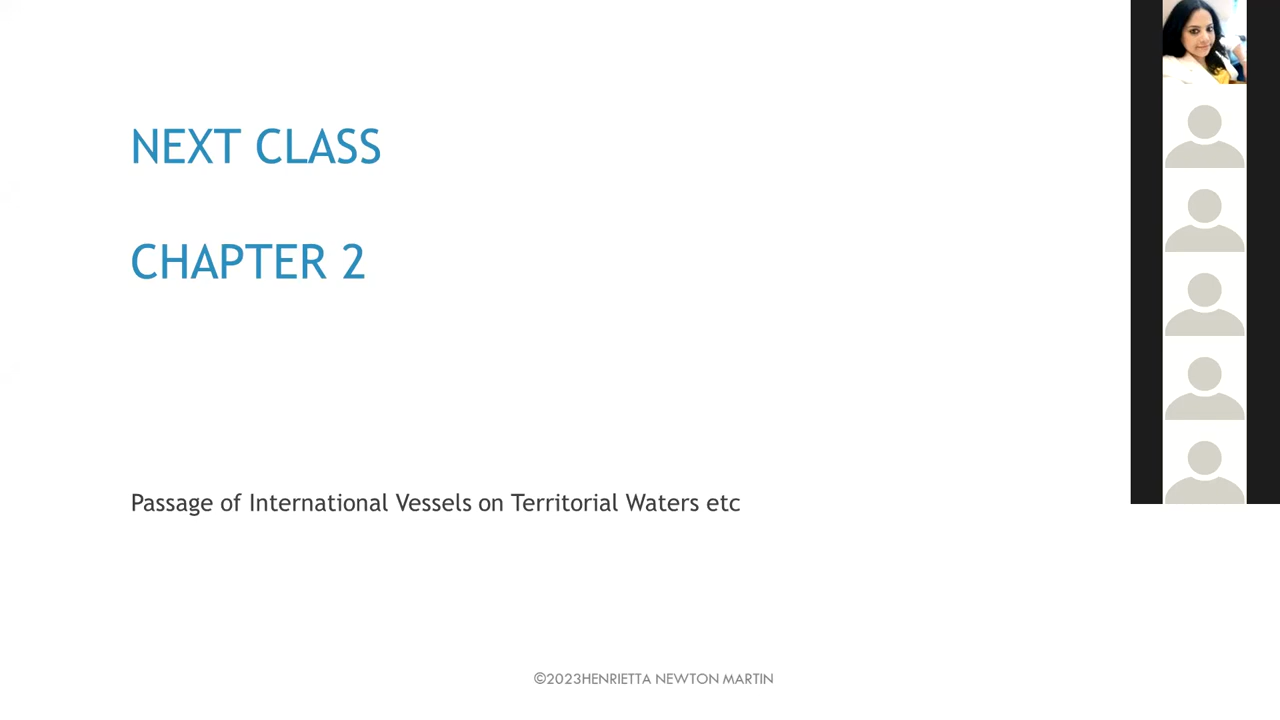 NEXT CLASS
CHAPTER 2
Passage of International Vessels on Territorial Waters etc
©2023HENRIETTA NEWTON MARTIN